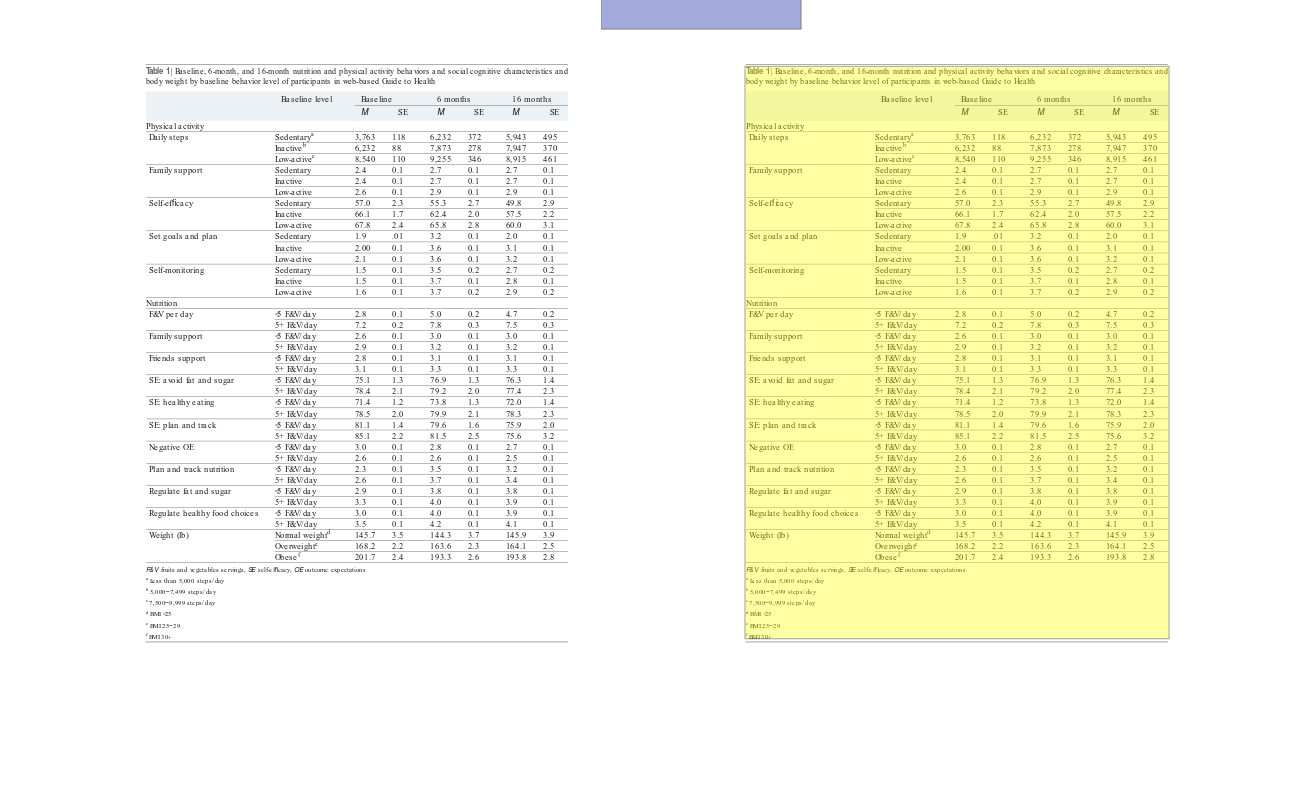 Table 1| Baseline, 6-month, and 16-month nutrition and physical activity behaviors and social cognitive characteristics and
body weight by baseline behavior level of participants in web-based Guide to Health
Baseline level Baseline 6 months 16 months
M SE M SE M SE
Physical activity
Daily steps Sedentary^a 3,763 118 6,232 372 5,943 495
Inactive^b 6,232 88 7,873 278 7,947 370
Low-active^c 8,540 110 9,255 346 8,915 461
Family support Sedentary 2.4 0.1 2.7 0.1 2.7 0.1
Inactive 2.4 0.1 2.7 0.1 2.7 0.1
Low-active 2.6 0.1 2.9 0.1 2.9 0.1
Self-efficacy Sedentary 57.0 2.3 55.3 2.7 49.8 2.9
Inactive 66.1 1.7 62.4 2.0 57.5 2.2
Low-active 67.8 2.4 65.8 2.8 60.0 3.1
Set goals and plan Sedentary 1.9 .01 3.2 0.1 2.0 0.1
Inactive 2.00 0.1 3.6 0.1 3.1 0.1
Low-active 2.1 0.1 3.6 0.1 3.2 0.1
Self-monitoring Sedentary 1.5 0.1 3.5 0.2 2.7 0.2
Inactive 1.5 0.1 3.7 0.1 2.8 0.1
Low-active 1.6 0.1 3.7 0.2 2.9 0.2
Nutrition
F&V per day <5 F&V/day 2.8 0.1 5.0 0.2 4.7 0.2
5+ F&V/day 7.2 0.2 7.8 0.3 7.5 0.3
Family support <5 F&V/day 2.6 0.1 3.0 0.1 3.0 0.1
5+ F&V/day 2.9 0.1 3.2 0.1 3.2 0.1
Friends support <5 F&V/day 2.8 0.1 3.1 0.1 3.1 0.1
5+ F&V/day 3.1 0.1 3.3 0.1 3.3 0.1
SE: avoid fat and sugar <5 F&V/day 75.1 1.3 76.9 1.3 76.3 1.4
5+ F&V/day 78.4 2.1 79.2 2.0 77.4 2.3
SE: healthy eating <5 F&V/day 71.4 1.2 73.8 1.3 72.0 1.4
5+ F&V/day 78.5 2.0 79.9 2.1 78.3 2.3
SE: plan and track <5 F&V/day 81.1 1.4 79.6 1.6 75.9 2.0
5+ F&V/day 85.1 2.2 81.5 2.5 75.6 3.2
Negative OE <5 F&V/day 3.0 0.1 2.8 0.1 2.7 0.1
5+ F&V/day 2.6 0.1 2.6 0.1 2.5 0.1
Plan and track nutrition <5 F&V/day 2.3 0.1 3.5 0.1 3.2 0.1
5+ F&V/day 2.6 0.1 3.7 0.1 3.4 0.1
Regulate fat and sugar <5 F&V/day 2.9 0.1 3.8 0.1 3.8 0.1
5+ F&V/day 3.3 0.1 4.0 0.1 3.9 0.1
Regulate healthy food choices <5 F&V/day 3.0 0.1 4.0 0.1 3.9 0.1
5+ F&V/day 3.5 0.1 4.2 0.1 4.1 0.1
Weight (lb) Normal weight^d 145.7 3.5 144.3 3.7 145.9 3.9
Overweight^e 168.2 2.2 163.6 2.3 164.1 2.5
Obese^f 201.7 2.4 193.3 2.6 193.8 2.8
F&V fruits and vegetables servings, SE self-efficacy, OE outcome expectations
^a Less than 5,000 steps/day
^b 5,000–7,499 steps/day
^c 7,500–9,999 steps/day
^d BMI <25
^e BMI 25–29
^f BMI 30+
Table 1| Baseline, 6-month, and 16-month nutrition and physical activity behaviors and social cognitive characteristics and
body weight by baseline behavior level of participants in web-based Guide to Health
Baseline level Baseline 6 months 16 months
M SE M SE M SE
Physical activity
Daily steps Sedentary^a 3,763 118 6,232 372 5,943 495
Inactive^b 6,232 88 7,873 278 7,947 370
Low-active^c 8,540 110 9,255 346 8,915 461
Family support Sedentary 2.4 0.1 2.7 0.1 2.7 0.1
Inactive 2.4 0.1 2.7 0.1 2.7 0.1
Low-active 2.6 0.1 2.9 0.1 2.9 0.1
Self-efficacy Sedentary 57.0 2.3 55.3 2.7 49.8 2.9
Inactive 66.1 1.7 62.4 2.0 57.5 2.2
Low-active 67.8 2.4 65.8 2.8 60.0 3.1
Set goals and plan Sedentary 1.9 .01 3.2 0.1 2.0 0.1
Inactive 2.00 0.1 3.6 0.1 3.1 0.1
Low-active 2.1 0.1 3.6 0.1 3.2 0.1
Self-monitoring Sedentary 1.5 0.1 3.5 0.2 2.7 0.2
Inactive 1.5 0.1 3.7 0.1 2.8 0.1
Low-active 1.6 0.1 3.7 0.2 2.9 0.2
Nutrition
F&V per day <5 F&V/day 2.8 0.1 5.0 0.2 4.7 0.2
5+ F&V/day 7.2 0.2 7.8 0.3 7.5 0.3
Family support <5 F&V/day 2.6 0.1 3.0 0.1 3.0 0.1
5+ F&V/day 2.9 0.1 3.2 0.1 3.2 0.1
Friends support <5 F&V/day 2.8 0.1 3.1 0.1 3.1 0.1
5+ F&V/day 3.1 0.1 3.3 0.1 3.3 0.1
SE: avoid fat and sugar <5 F&V/day 75.1 1.3 76.9 1.3 76.3 1.4
5+ F&V/day 78.4 2.1 79.2 2.0 77.4 2.3
SE: healthy eating <5 F&V/day 71.4 1.2 73.8 1.3 72.0 1.4
5+ F&V/day 78.5 2.0 79.9 2.1 78.3 2.3
SE: plan and track <5 F&V/day 81.1 1.4 79.6 1.6 75.9 2.0
5+ F&V/day 85.1 2.2 81.5 2.5 75.6 3.2
Negative OE <5 F&V/day 3.0 0.1 2.8 0.1 2.7 0.1
5+ F&V/day 2.6 0.1 2.6 0.1 2.5 0.1
Plan and track nutrition <5 F&V/day 2.3 0.1 3.5 0.1 3.2 0.1
5+ F&V/day 2.6 0.1 3.7 0.1 3.4 0.1
Regulate fat and sugar <5 F&V/day 2.9 0.1 3.8 0.1 3.8 0.1
5+ F&V/day 3.3 0.1 4.0 0.1 3.9 0.1
Regulate healthy food choices <5 F&V/day 3.0 0.1 4.0 0.1 3.9 0.1
5+ F&V/day 3.5 0.1 4.2 0.1 4.1 0.1
Weight (lb) Normal weight^d 145.7 3.5 144.3 3.7 145.9 3.9
Overweight^e 168.2 2.2 163.6 2.3 164.1 2.5
Obese^f 201.7 2.4 193.3 2.6 193.8 2.8
F&V fruits and vegetables servings, SE self-efficacy, OE outcome expectations
^a Less than 5,000 steps/day
^b 5,000–7,499 steps/day
^c 7,500–9,999 steps/day
^d BMI <25
^e BMI 25–29
^f BMI 30+